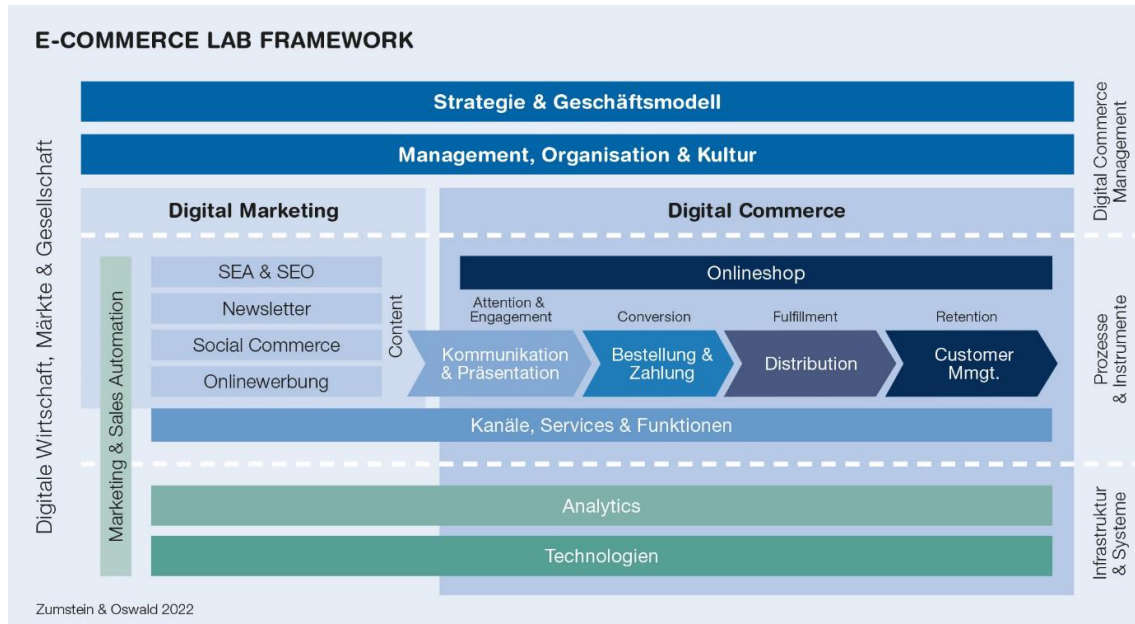 E-COMMERCE LAB FRAMEWORK
Digitale Wirtschaft, Märkte & Gesellschaft
Strategie & Geschäftsmodell
Management, Organisation & Kultur
Digital Commerce
Management
Digital Marketing
Digital Commerce
Marketing & Sales Automation
SEA & SEO
Newsletter
Social Commerce
Onlinewerbung
Content
Onlineshop
Attention &
Engagement
Conversion
Fulfillment
Retention
Kommunikation
& Präsentation
Bestellung &
Zahlung
Distribution
Customer
Mmgt.
Prozesse
& Instrumente
Kanäle, Services & Funktionen
Analytics
Technologien
Infrastruktur
& Systeme
Zumstein & Oswald 2022